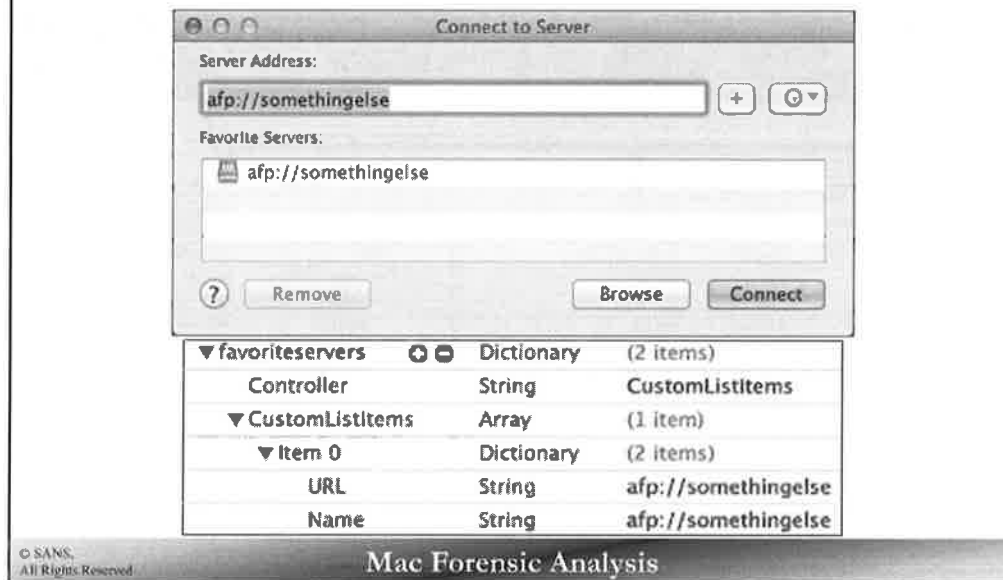 Connect to Server
Server Address:
afp://somethingelse
Favorite Servers:
afp://somethingelse
? Remove Browse Connect
favoriteservers Dictionary (2 items)
Controller String CustomListItems
CustomListItems Array (1 item)
Item 0 Dictionary (2 items)
URL String afp://somethingelse
Name String afp://somethingelse
© SANS,
All Rights Reserved
Mac Forensic Analysis